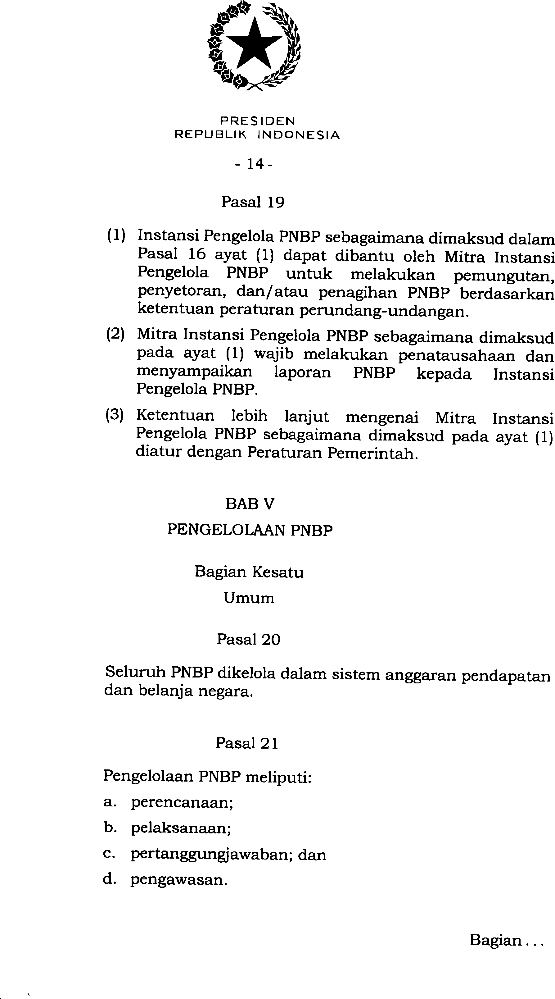 PRESIDEN
REPUBLIK INDONESIA
- 14 -
Pasal 19
(1) Instansi Pengelola PNBP sebagaimana dimaksud dalam
Pasal 16 ayat (1) dapat dibantu oleh Mitra Instansi
Pengelola PNBP untuk melakukan pemungutan,
penyetoran, dan/atau penagihan PNBP berdasarkan
ketentuan peraturan perundang-undangan.
(2) Mitra Instansi Pengelola PNBP sebagaimana dimaksud
pada ayat (1) wajib melakukan penatausahaan dan
menyampaikan laporan PNBP kepada Instansi
Pengelola PNBP.
(3) Ketentuan lebih lanjut mengenai Mitra Instansi
Pengelola PNBP sebagaimana dimaksud pada ayat (1)
diatur dengan Peraturan Pemerintah.
BAB V
PENGELOLAAN PNBP
Bagian Kesatu
Umum
Pasal 20
Seluruh PNBP dikelola dalam sistem anggaran pendapatan
dan belanja negara.
Pasal 21
Pengelolaan PNBP meliputi:
a. perencanaan;
b. pelaksanaan;
c. pertanggungjawaban; dan
d. pengawasan.
Bagian . . .